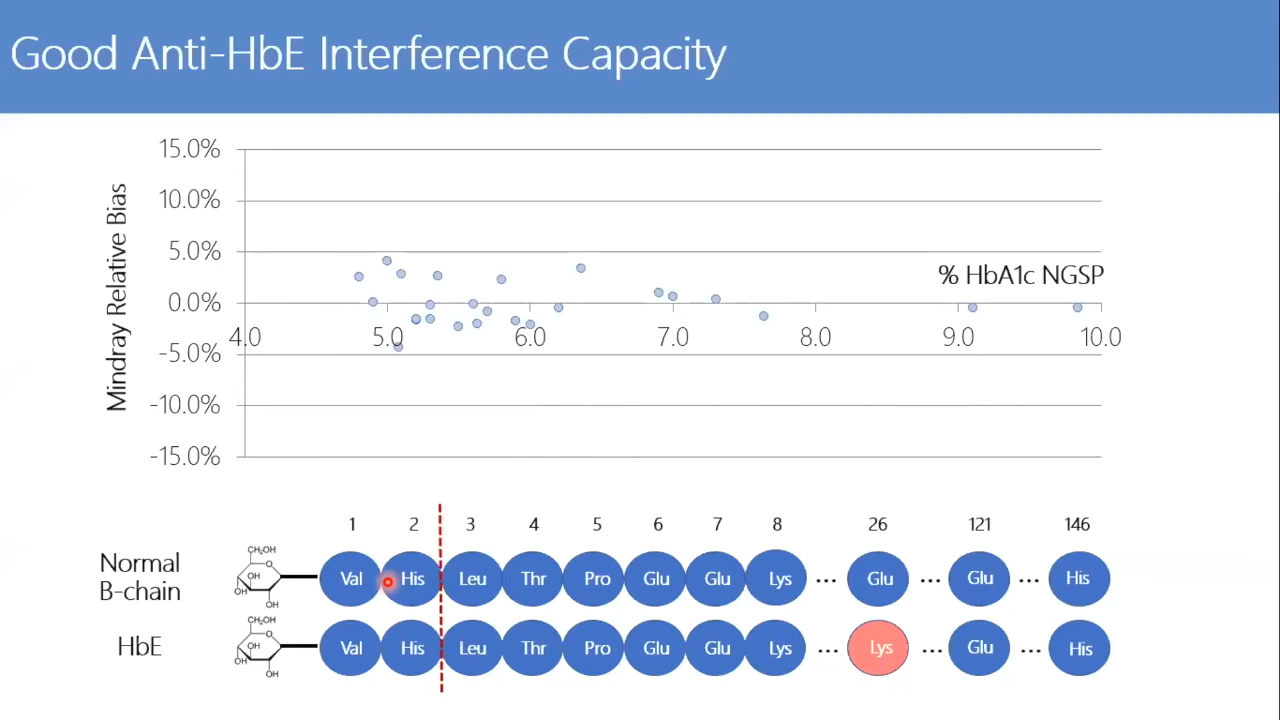 Good Anti-HbE Interference Capacity
15.0%
10.0%
5.0%
0.0%
-5.0%
-10.0%
-15.0%
Mindray Relative Bias
% HbA1c NGSP
4.0 5.0 6.0 7.0 8.0 9.0 10.0
1 2 3 4 5 6 7 8 26 121 146
Normal
B-chain
CH₂OH
O
OH
OH
OH
Val His Leu Thr Pro Glu Glu Lys ... Glu ... Glu ... His
HbE
CH₂OH
O
OH
OH
OH
Val His Leu Thr Pro Glu Glu Lys ... Lys ... Glu ... His